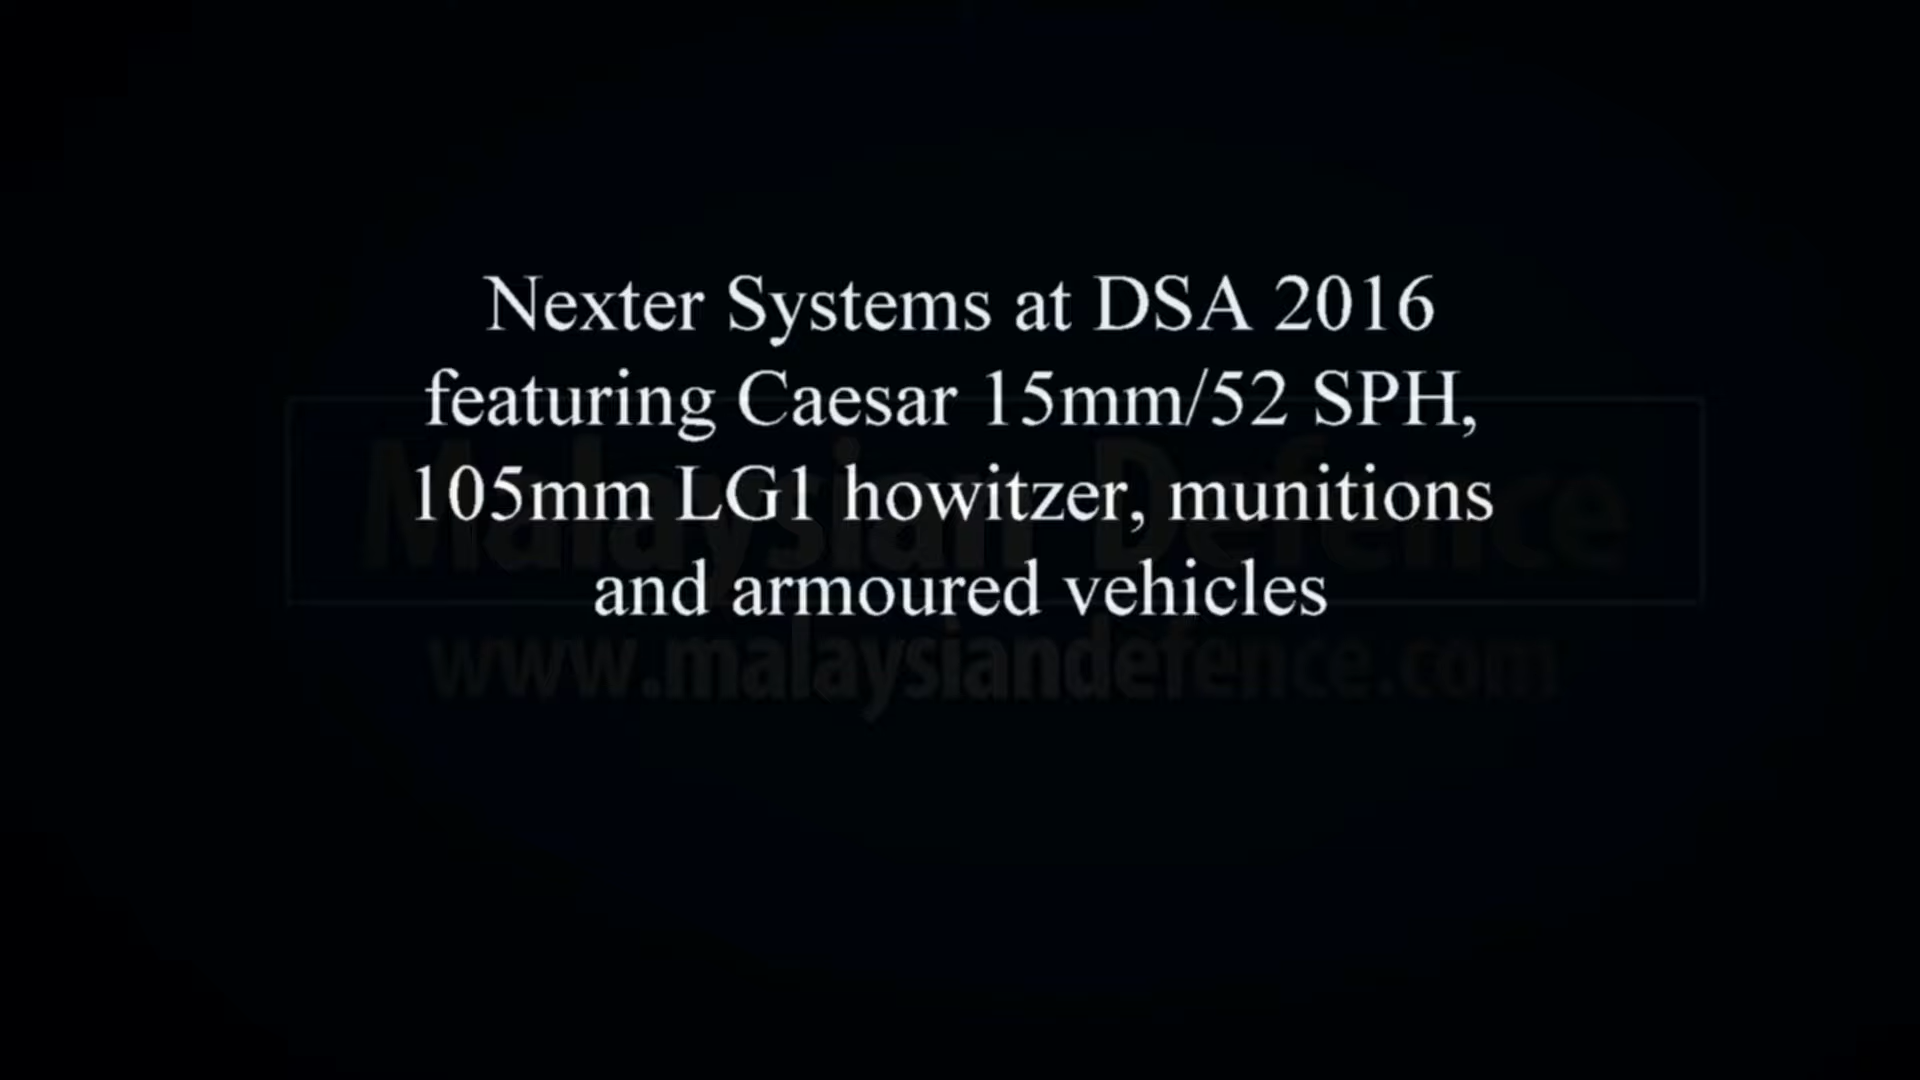 Nexter Systems at DSA 2016
featuring Caesar 15mm/52 SPH,
105mm LG1 howitzer, munitions
and armoured vehicles
Malaysian Defence
www.malaysiandefence.com